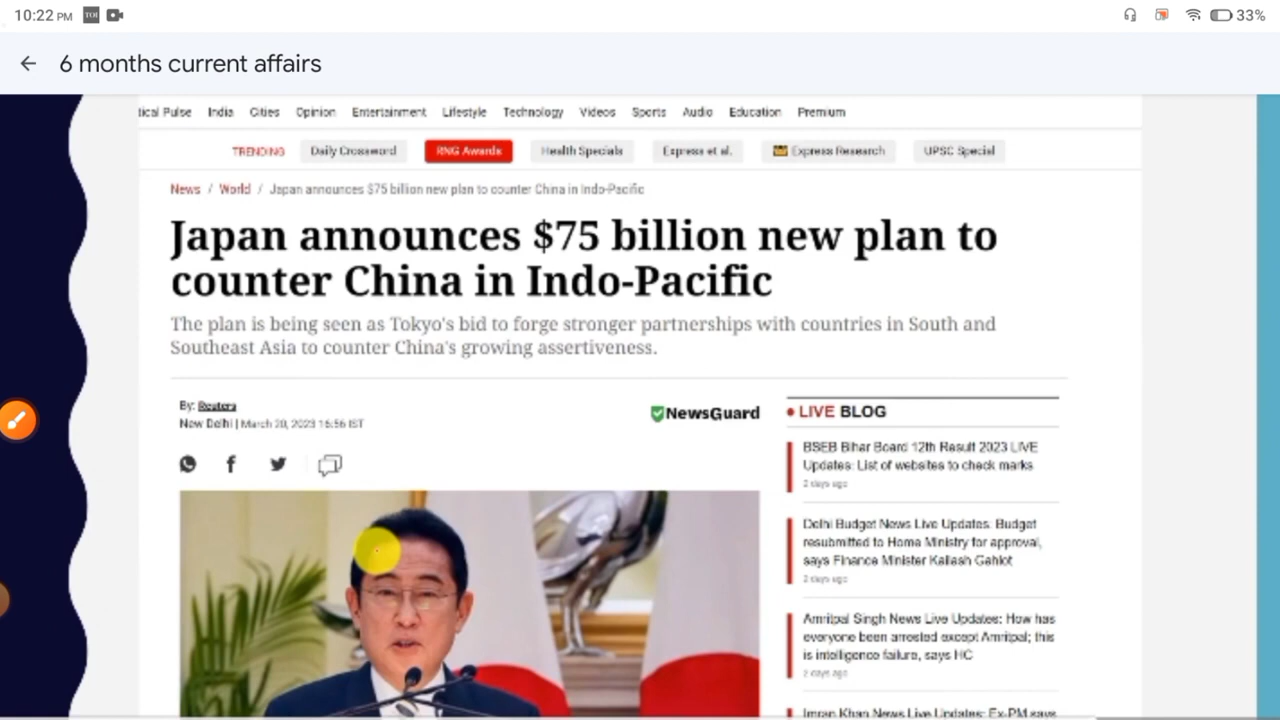 10:22 PM TOI 33%
6 months current affairs
tical Pulse India Cities Opinion Entertainment Lifestyle Technology Videos Sports Audio Education Premium
TRENDING Daily Crossword RNG Awards Health Specials Express et al. Express Research UPSC Special
News / World / Japan announces $75 billion new plan to counter China in Indo-Pacific
Japan announces $75 billion new plan to
counter China in Indo-Pacific
The plan is being seen as Tokyo's bid to forge stronger partnerships with countries in South and
Southeast Asia to counter China's growing assertiveness.
By: Reuters
New Delhi | March 20, 2023 16:56 IST
NewsGuard
LIVE BLOG
BSEB Bihar Board 12th Result 2023 LIVE
Updates: List of websites to check marks
2 days ago
Delhi Budget News Live Updates: Budget
resubmitted to Home Ministry for approval,
says Finance Minister Kailash Gahlot
2 days ago
Amritpal Singh News Live Updates: How has
everyone been arrested except Amritpal; this
is intelligence failure, says HC
2 days ago
Imran Khan News Live Updates: Ex-PM says